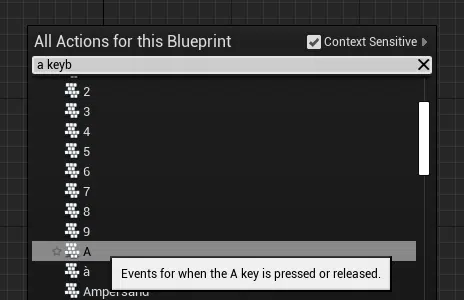 All Actions for this Blueprint
Context Sensitive
a keyb
2
3
4
5
6
7
8
9
A
à
Events for when the A key is pressed or released.
Ampersand